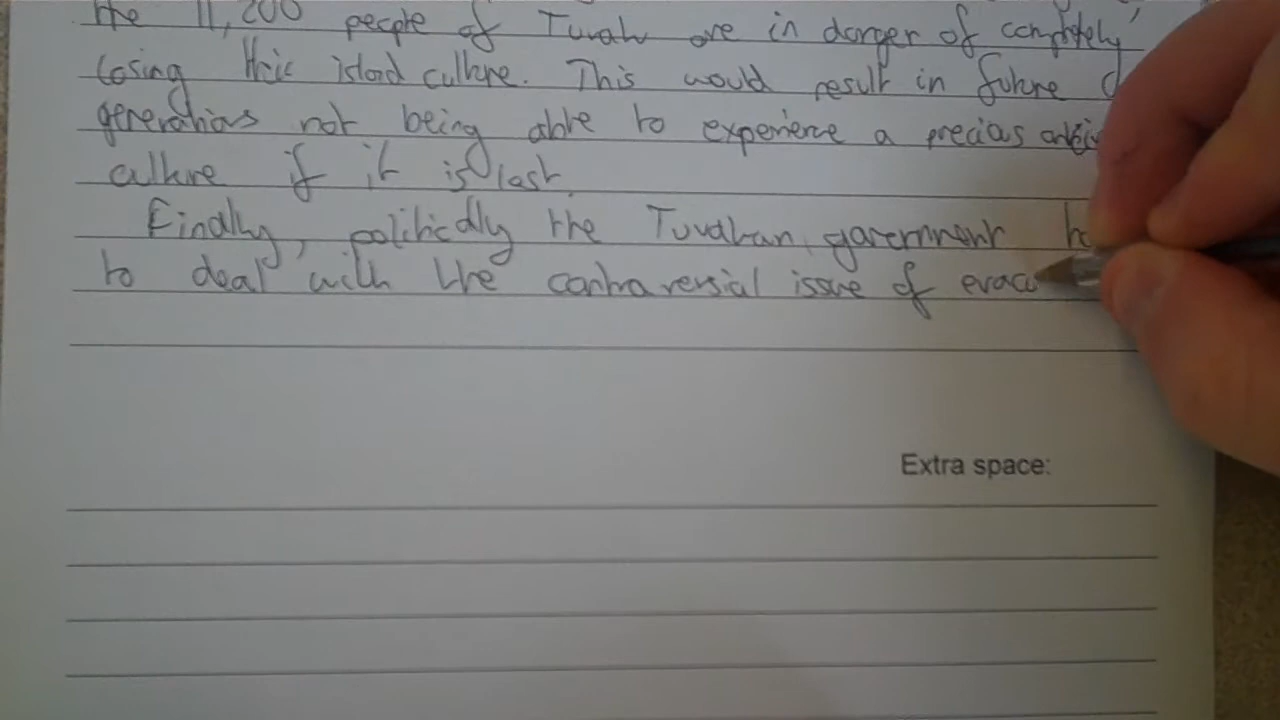 the 11,200 people of Tuvalu are in danger of completely
losing their island culture. This would result in future
generations not being able to experience a precious
culture if it is lost.
Finally, politically the Tuvaluan government
to deal with the contraversial issue of evacu
Extra space: